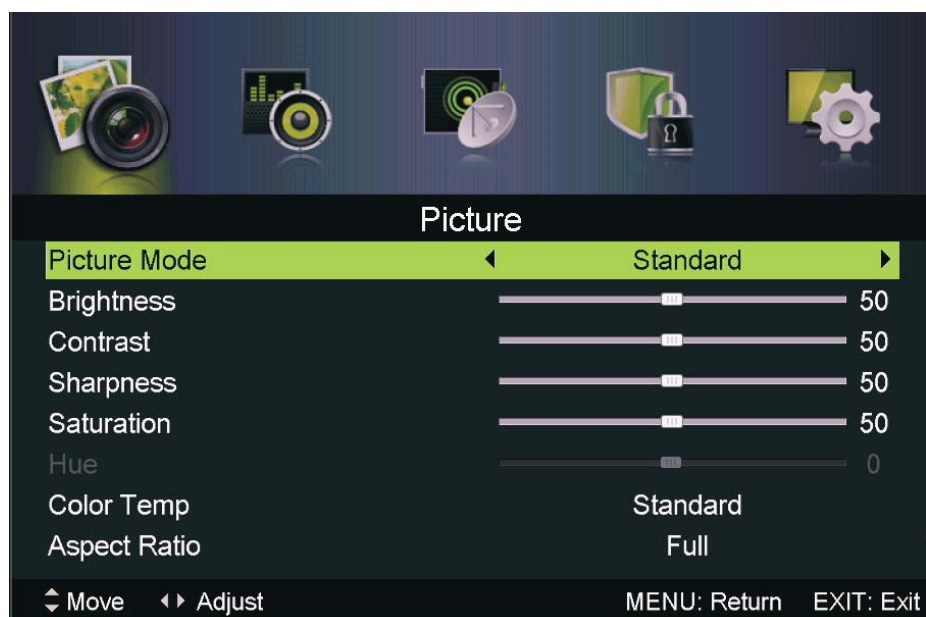 Picture
Picture Mode Standard
Brightness 50
Contrast 50
Sharpness 50
Saturation 50
Hue 0
Color Temp Standard
Aspect Ratio Full
Move Adjust MENU: Return EXIT: Exit